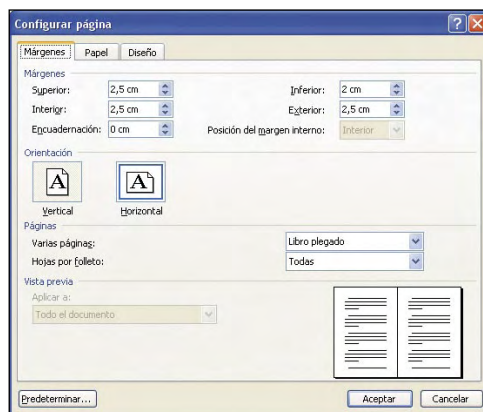 Configurar página
Márgenes Papel Diseño
Márgenes
Superior: 2,5 cm Inferior: 2 cm
Interior: 2,5 cm Exterior: 2,5 cm
Encuadernación: 0 cm Posición del margen interno: Interior
Orientación
A A
Vertical Horizontal
Páginas
Varias páginas: Libro plegado
Hojas por folleto: Todas
Vista previa
Aplicar a:
Todo el documento
Predeterminar... Aceptar Cancelar